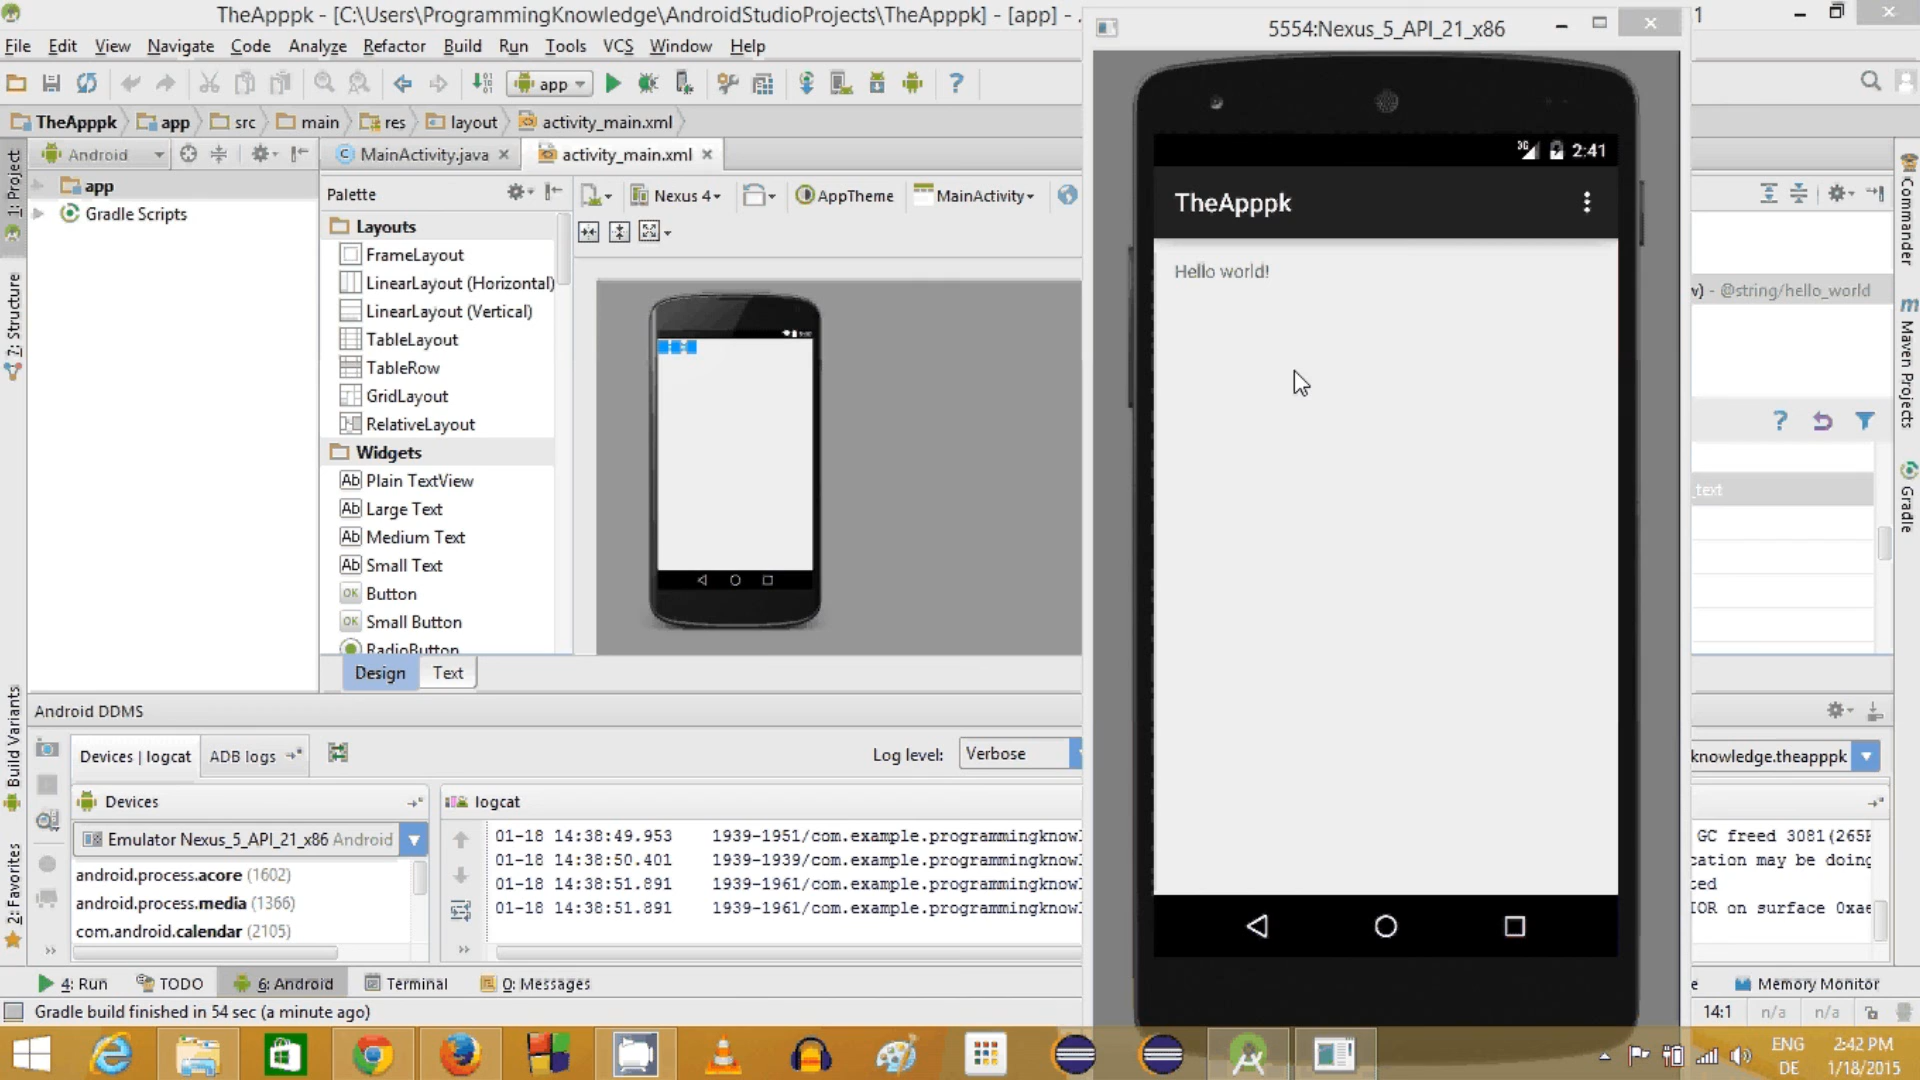 TheApppk - [C:\Users\ProgrammingKnowledge\AndroidStudioProjects\TheApppk] - [app] - .
5554:Nexus_5_API_21_x86
1
File Edit View Navigate Code Analyze Refactor Build Run Tools VCS Window Help
app
TheApppk app src main res layout activity_main.xml
1: Project
7: Structure
Build Variants
2: Favorites
Android
MainActivity.java
activity_main.xml
app
Gradle Scripts
Palette
Nexus 4 AppTheme MainActivity
Layouts
FrameLayout
LinearLayout (Horizontal)
LinearLayout (Vertical)
TableLayout
TableRow
GridLayout
RelativeLayout
Widgets
Plain TextView
Large Text
Medium Text
Small Text
Button
Small Button
RadioButton
Design Text
3G 2:41
TheApppk
Hello world!
Commander
Maven Projects
Gradle
- @string/hello_world
_text
Android DDMS
Devices | logcat ADB logs
Log level: Verbose
knowledge.theapppk
Devices
logcat
Emulator Nexus_5_API_21_x86 Android
android.process.acore (1602)
android.process.media (1366)
com.android.calendar (2105)
01-18 14:38:49.953 1939-1951/com.example.programmingknowl
01-18 14:38:50.401 1939-1939/com.example.programmingknowl
01-18 14:38:51.891 1939-1961/com.example.programmingknowl
01-18 14:38:51.891 1939-1961/com.example.programmingknowl
GC freed 3081(265K
cation may be doing
ced
IOR on surface 0xae
4: Run TODO 6: Android Terminal 0: Messages
Memory Monitor
Gradle build finished in 54 sec (a minute ago)
14:1 n/a n/a
ENG
DE
2:42 PM
1/18/2015